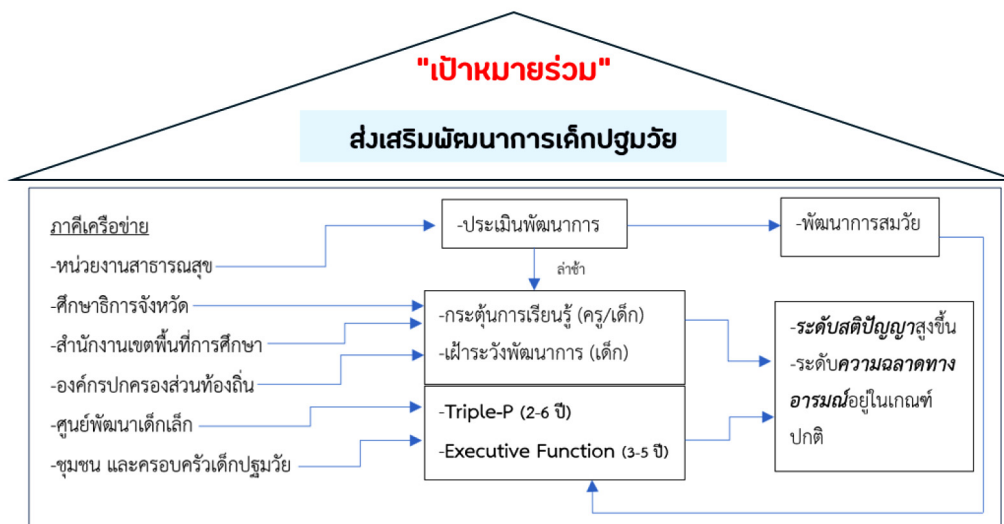 "เป้าหมายร่วม"
ส่งเสริมพัฒนาการเด็กปฐมวัย
ภาคีเครือข่าย
-หน่วยงานสาธารณสุข
-ศึกษาธิการจังหวัด
-สำนักงานเขตพื้นที่การศึกษา
-องค์กรปกครองส่วนท้องถิ่น
-ศูนย์พัฒนาเด็กเล็ก
-ชุมชน และครอบครัวเด็กปฐมวัย
-ประเมินพัฒนาการ
ล่าช้า
-กระตุ้นการเรียนรู้ (ครู/เด็ก)
-เฝ้าระวังพัฒนาการ (เด็ก)
-Triple-P (2-6 ปี)
-Executive Function (3-5 ปี)
-พัฒนาการสมวัย
-ระดับสติปัญญาสูงขึ้น
-ระดับความฉลาดทาง
อารมณ์อยู่ในเกณฑ์
ปกติ